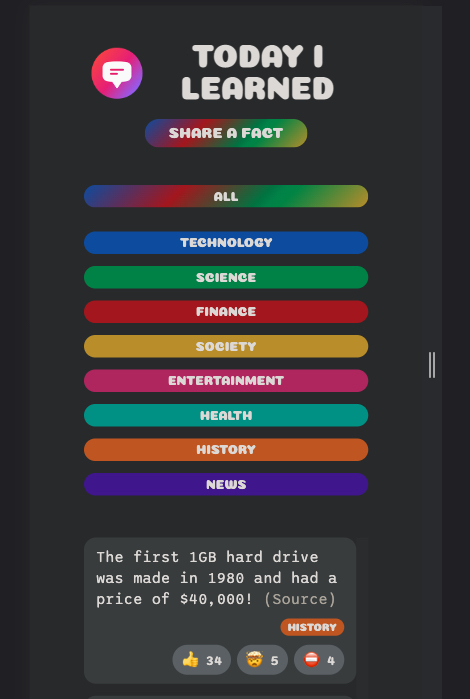 TODAY I
LEARNED
SHARE A FACT
ALL
TECHNOLOGY
SCIENCE
FINANCE
SOCIETY
ENTERTAINMENT
HEALTH
HISTORY
NEWS
The first 1GB hard drive
was made in 1980 and had a
price of $40,000! (Source)
HISTORY
👍 34 🤯 5 ⛔ 4